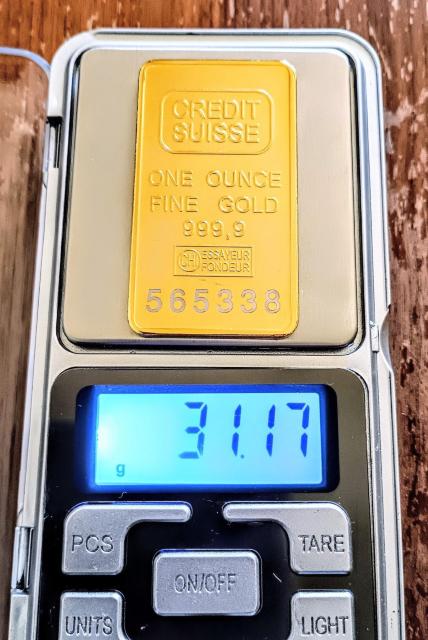 CREDIT
SUISSE
ONE OUNCE
FINE GOLD
999,9
CH ESSAYEUR
FONDEUR
565338
31.17
g
PCS
TARE
ON/OFF
UNITS
LIGHT